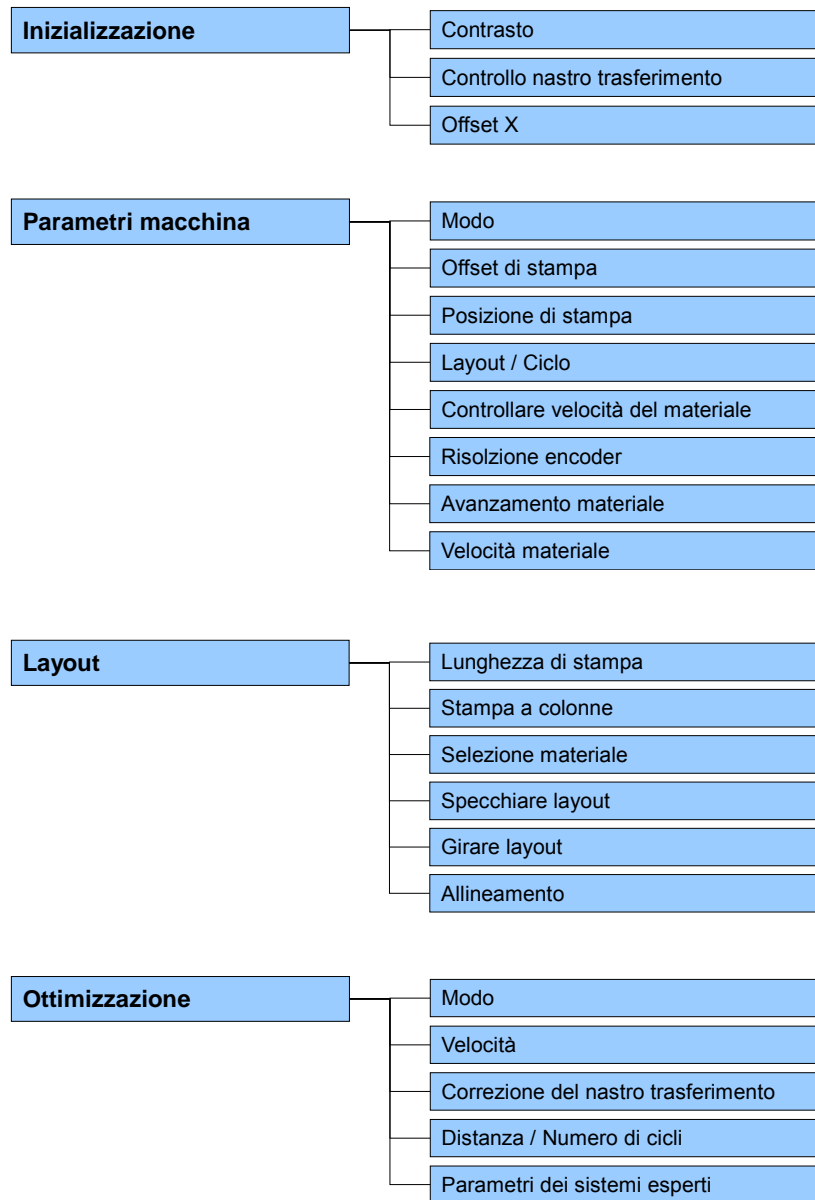 Inizializzazione
Contrasto
Controllo nastro trasferimento
Offset X
Parametri macchina
Modo
Offset di stampa
Posizione di stampa
Layout / Ciclo
Controllare velocità del materiale
Risolzione encoder
Avanzamento materiale
Velocità materiale
Layout
Lunghezza di stampa
Stampa a colonne
Selezione materiale
Specchiare layout
Girare layout
Allineamento
Ottimizzazione
Modo
Velocità
Correzione del nastro trasferimento
Distanza / Numero di cicli
Parametri dei sistemi esperti